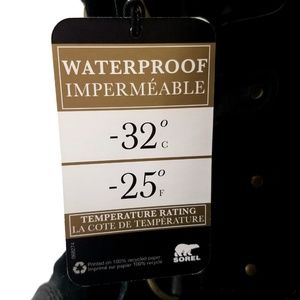 WATERPROOF
IMPERMÉABLE
-32°C
-25°F
TEMPERATURE RATING
LA COTE DE TEMPÉRATURE
Printed on 100% recycled paper
Imprimé sur papier 100% recyclé
SOREL